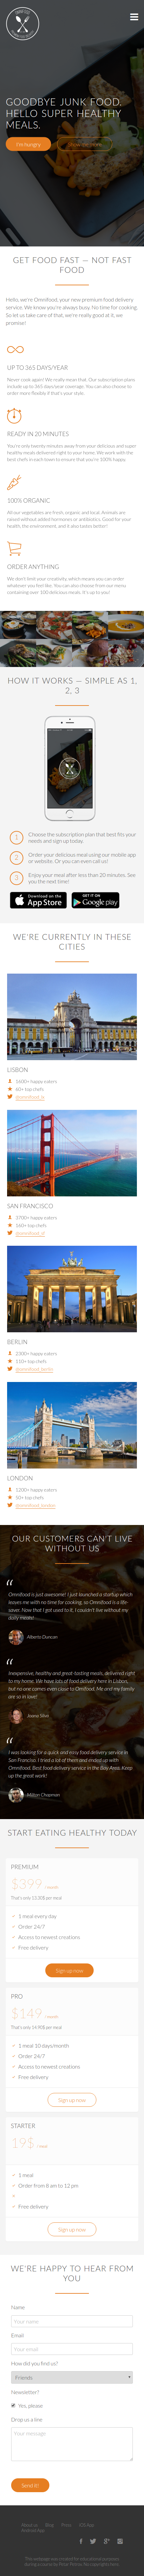 GOODBYE JUNK FOOD.
HELLO SUPER HEALTHY
MEALS.
I'm hungry
Show me more
GET FOOD FAST — NOT FAST
FOOD
Hello, we're Omnifood, your new premium food delivery
service. We know you're always busy. No time for cooking.
So let us take care of that, we're really good at it, we
promise!
UP TO 365 DAYS/YEAR
Never cook again! We really mean that. Our subscription plans
include up to 365 days/year coverage. You can also choose to
order more flexibly if that's your style.
READY IN 20 MINUTES
You're only twenty minutes away from your delicious and super
healthy meals delivered right to your home. We work with the
best chefs in each town to ensure that you're 100% happy.
100% ORGANIC
All our vegetables are fresh, organic and local. Animals are
raised without added hormones or antibiotics. Good for your
health, the environment, and it also tastes better!
ORDER ANYTHING
We don't limit your creativity, which means you can order
whatever you feel like. You can also choose from our menu
containing over 100 delicious meals. It's up to you!
HOW IT WORKS — SIMPLE AS 1,
2, 3
1
Choose the subscription plan that best fits your
needs and sign up today.
2
Order your delicious meal using our mobile app
or website. Or you can even call us!
3
Enjoy your meal after less than 20 minutes. See
you the next time!
Download on the
App Store
GET IT ON
Google play
WE'RE CURRENTLY IN THESE
CITIES
LISBON
1600+ happy eaters
60+ top chefs
@omnifood_lx
SAN FRANCISCO
3700+ happy eaters
160+ top chefs
@omnifood_sf
BERLIN
2300+ happy eaters
110+ top chefs
@omnifood_berlin
LONDON
1200+ happy eaters
50+ top chefs
@omnifood_london
OUR CUSTOMERS CAN'T LIVE
WITHOUT US
“
Omnifood is just awesome! I just launched a startup which
leaves me with no time for cooking, so Omnifood is a life-
saver. Now that I got used to it, I couldn't live without my
daily meals!
Alberto Duncan
“
Inexpensive, healthy and great-tasting meals, delivered right
to my home. We have lots of food delivery here in Lisbon,
but no one comes even close to Omifood. Me and my family
are so in love!
Joana Silva
“
I was looking for a quick and easy food delivery service in
San Francisco. I tried a lot of them and ended up with
Omnifood. Best food delivery service in the Bay Area. Keep
up the great work!
Milton Chapman
START EATING HEALTHY TODAY
PREMIUM
$399 / month
That's only 13.30$ per meal
1 meal every day
Order 24/7
Access to newest creations
Free delivery
Sign up now
PRO
$149 / month
That's only 14.90$ per meal
1 meal 10 days/month
Order 24/7
Access to newest creations
Free delivery
Sign up now
STARTER
19$ / meal
1 meal
Order from 8 am to 12 pm
Free delivery
Sign up now
WE'RE HAPPY TO HEAR FROM
YOU
Name
Your name
Email
Your email
How did you find us?
Friends
Newsletter?
Yes, please
Drop us a line
Your message
Send it!
About us Blog Press iOS App
Android App